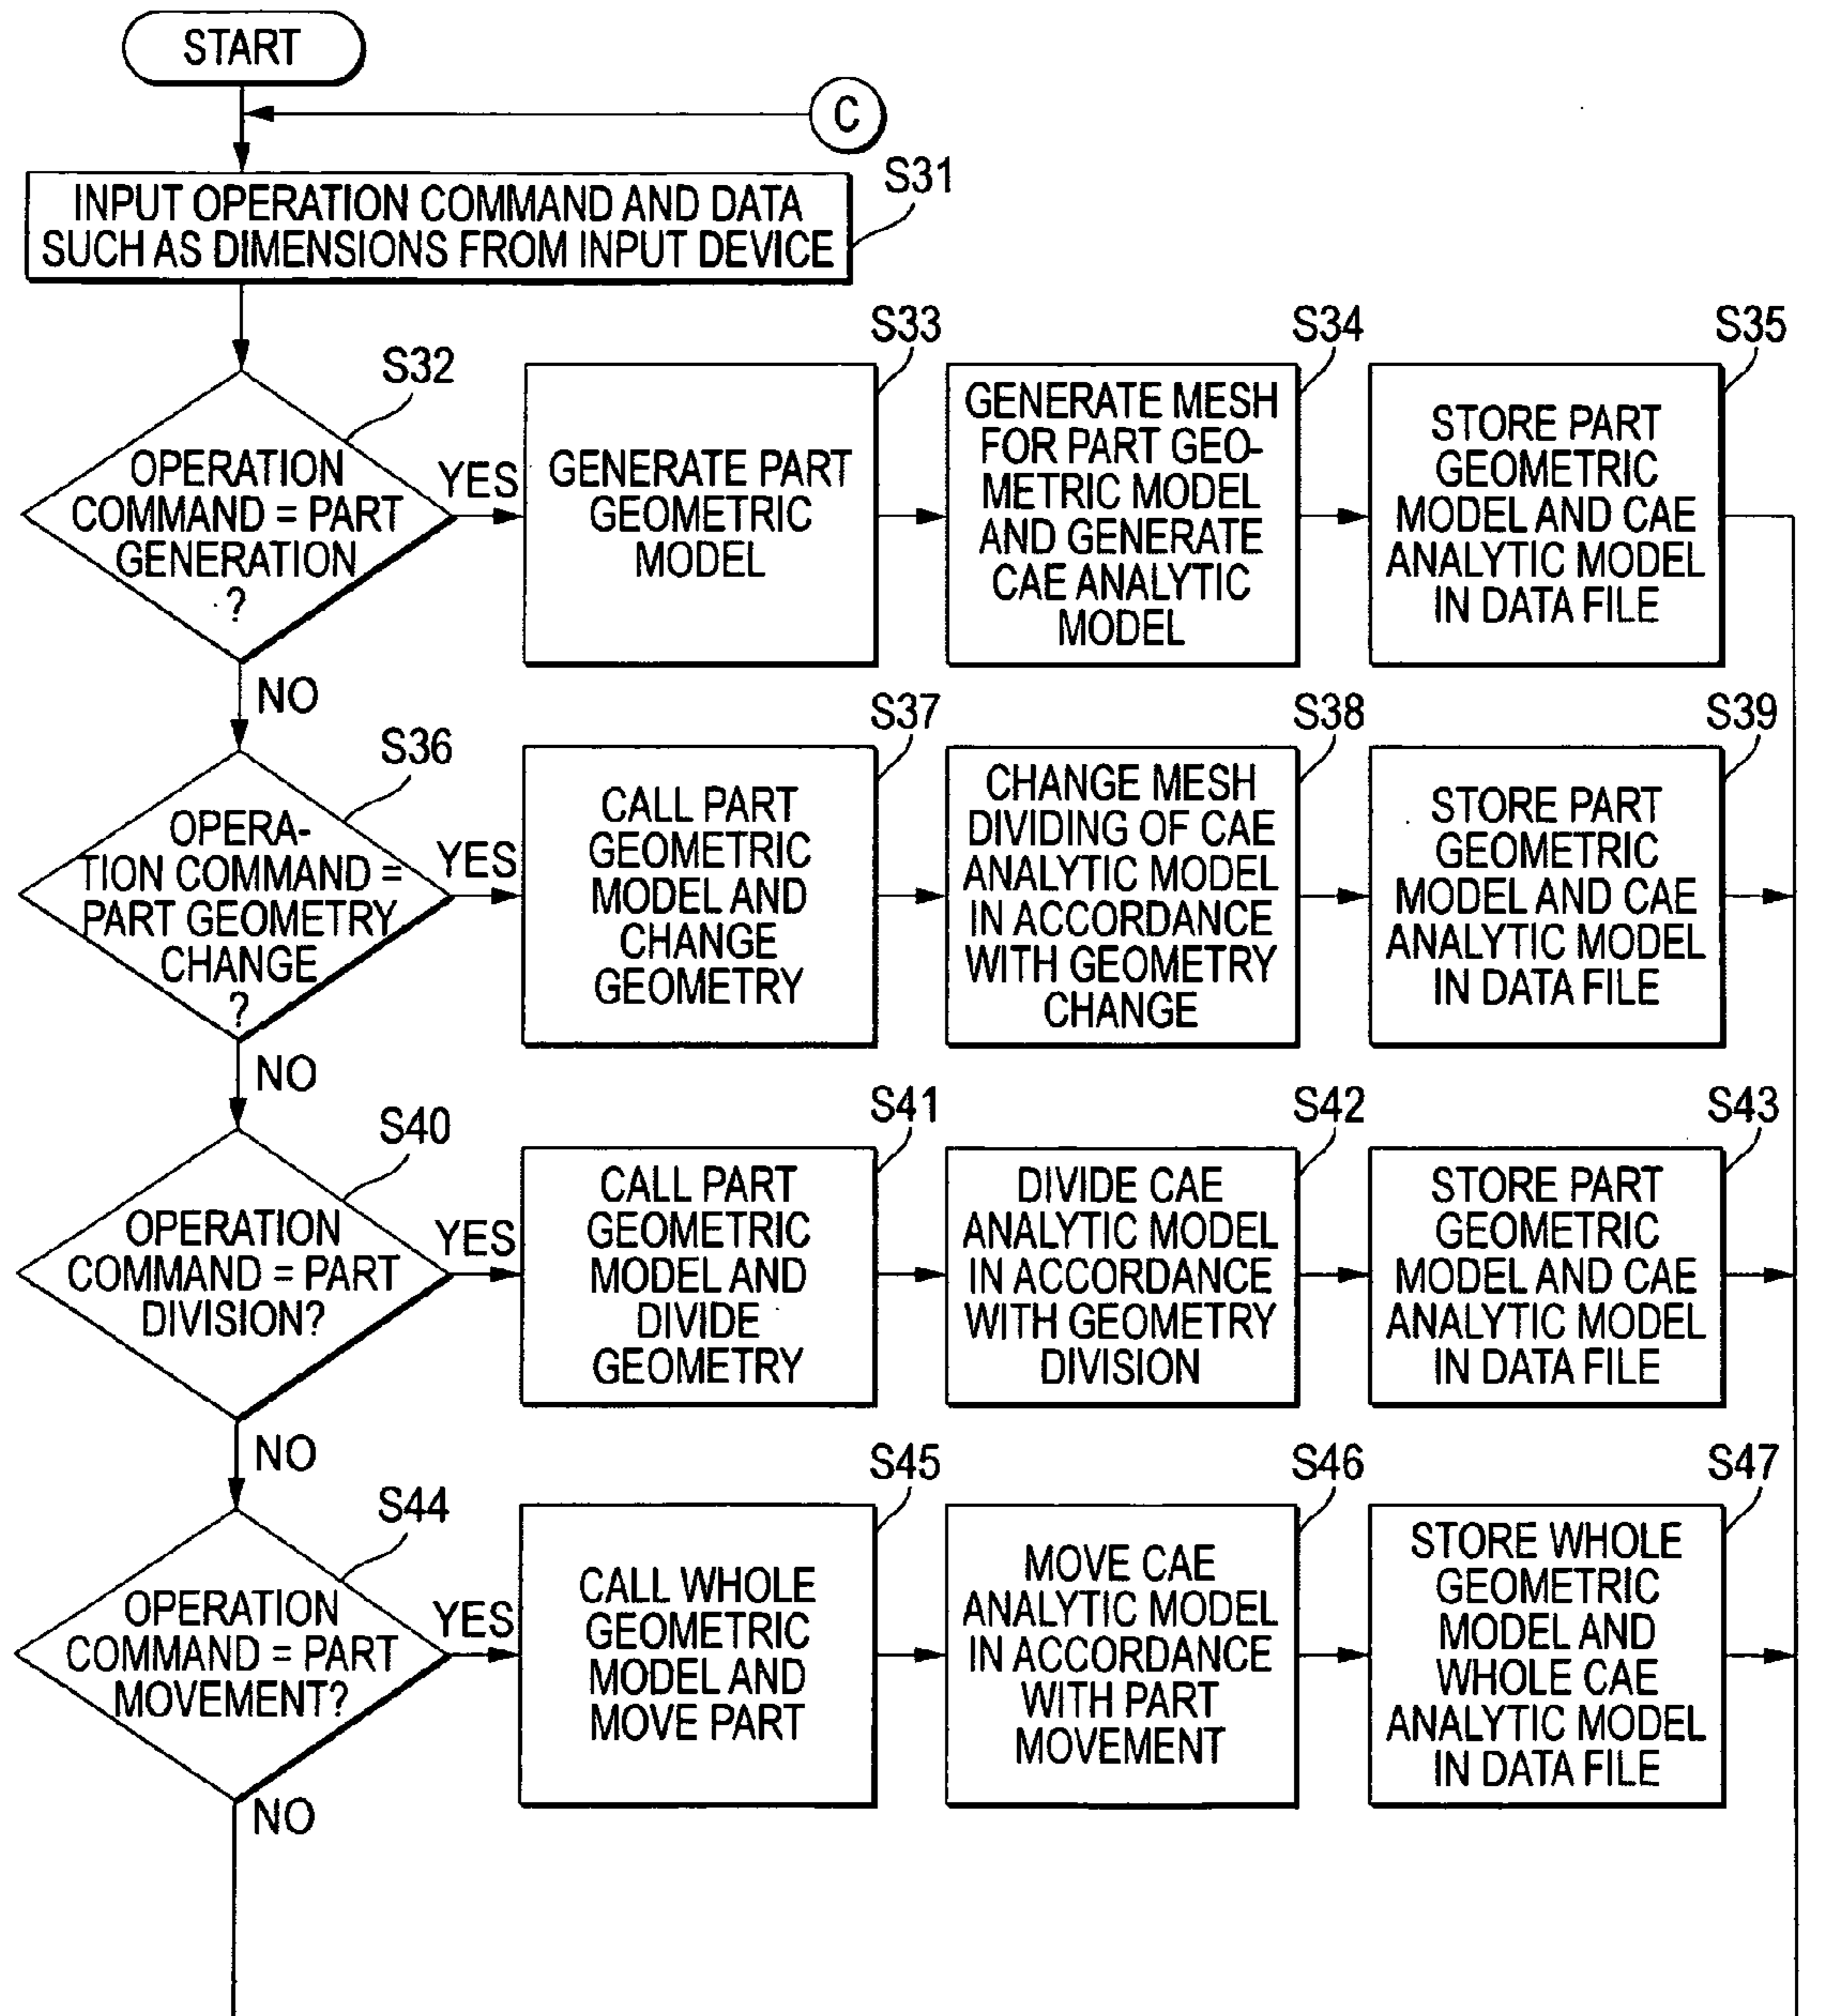 START
C
S31
INPUT OPERATION COMMAND AND DATA
SUCH AS DIMENSIONS FROM INPUT DEVICE
S32
OPERATION
COMMAND = PART
GENERATION
?
YES
NO
S33
GENERATE PART
GEOMETRIC
MODEL
S34
GENERATE MESH
FOR PART GEO-
METRIC MODEL
AND GENERATE
CAE ANALYTIC
MODEL
S35
STORE PART
GEOMETRIC
MODEL AND CAE
ANALYTIC MODEL
IN DATA FILE
S36
OPERA-
TION COMMAND =
PART GEOMETRY
CHANGE
?
YES
NO
S37
CALL PART
GEOMETRIC
MODEL AND
CHANGE
GEOMETRY
S38
CHANGE MESH
DIVIDING OF CAE
ANALYTIC MODEL
IN ACCORDANCE
WITH GEOMETRY
CHANGE
S39
STORE PART
GEOMETRIC
MODEL AND CAE
ANALYTIC MODEL
IN DATA FILE
S40
OPERATION
COMMAND = PART
DIVISION?
YES
NO
S41
CALL PART
GEOMETRIC
MODEL AND
DIVIDE
GEOMETRY
S42
DIVIDE CAE
ANALYTIC MODEL
IN ACCORDANCE
WITH GEOMETRY
DIVISION
S43
STORE PART
GEOMETRIC
MODEL AND CAE
ANALYTIC MODEL
IN DATA FILE
S44
OPERATION
COMMAND = PART
MOVEMENT?
YES
NO
S45
CALL WHOLE
GEOMETRIC
MODEL AND
MOVE PART
S46
MOVE CAE
ANALYTIC MODEL
IN ACCORDANCE
WITH PART
MOVEMENT
S47
STORE WHOLE
GEOMETRIC
MODEL AND
WHOLE CAE
ANALYTIC MODEL
IN DATA FILE